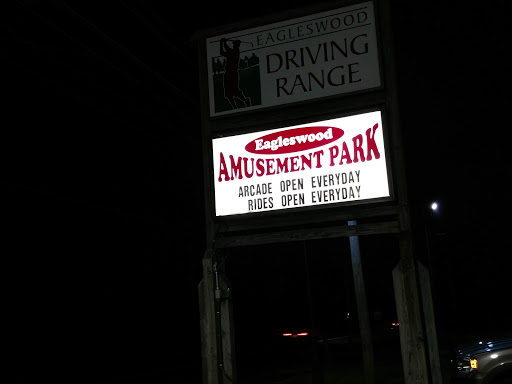 EAGLESWOOD
DRIVING
RANGE
Eagleswood
AMUSEMENT PARK
ARCADE OPEN EVERYDAY
RIDES OPEN EVERYDAY